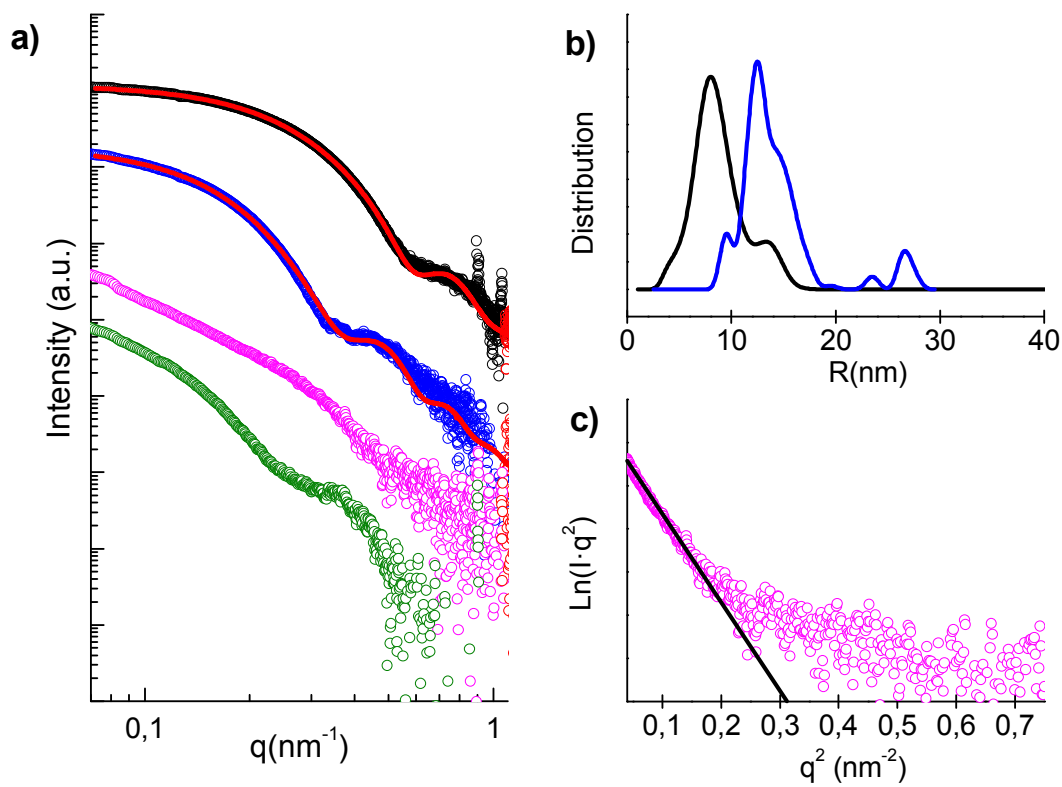 a)
Intensity (a.u.)
0,1
1
q(nm⁻¹)
b)
Distribution
0
10
20
30
40
R(nm)
c)
Ln(I·q²)
0,1
0,2
0,3
0,4
0,5
0,6
0,7
q² (nm⁻²)